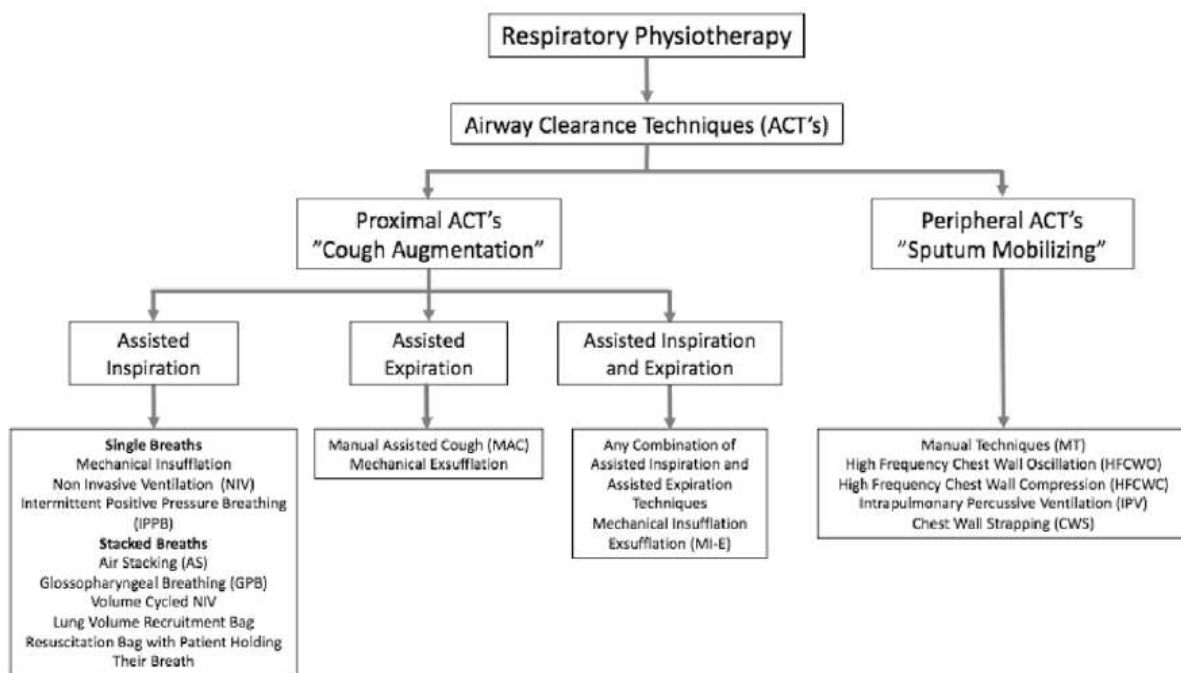 Respiratory Physiotherapy
Airway Clearance Techniques (ACT's)
Proximal ACT's
"Cough Augmentation"
Peripheral ACT's
"Sputum Mobilizing"
Assisted
Inspiration
Assisted
Expiration
Assisted Inspiration
and Expiration
Single Breaths
Mechanical Insufflation
Non Invasive Ventilation (NIV)
Intermittent Positive Pressure Breathing
(IPPB)
Stacked Breaths
Air Stacking (AS)
Glossopharyngeal Breathing (GPB)
Volume Cycled NIV
Lung Volume Recruitment Bag
Resuscitation Bag with Patient Holding
Their Breath
Manual Assisted Cough (MAC)
Mechanical Exsufflation
Any Combination of
Assisted Inspiration and
Assisted Expiration
Techniques
Mechanical Insufflation
Exsufflation (MI-E)
Manual Techniques (MT)
High Frequency Chest Wall Oscillation (HFCWO)
High Frequency Chest Wall Compression (HFCWC)
Intrapulmonary Percussive Ventilation (IPV)
Chest Wall Strapping (CWS)